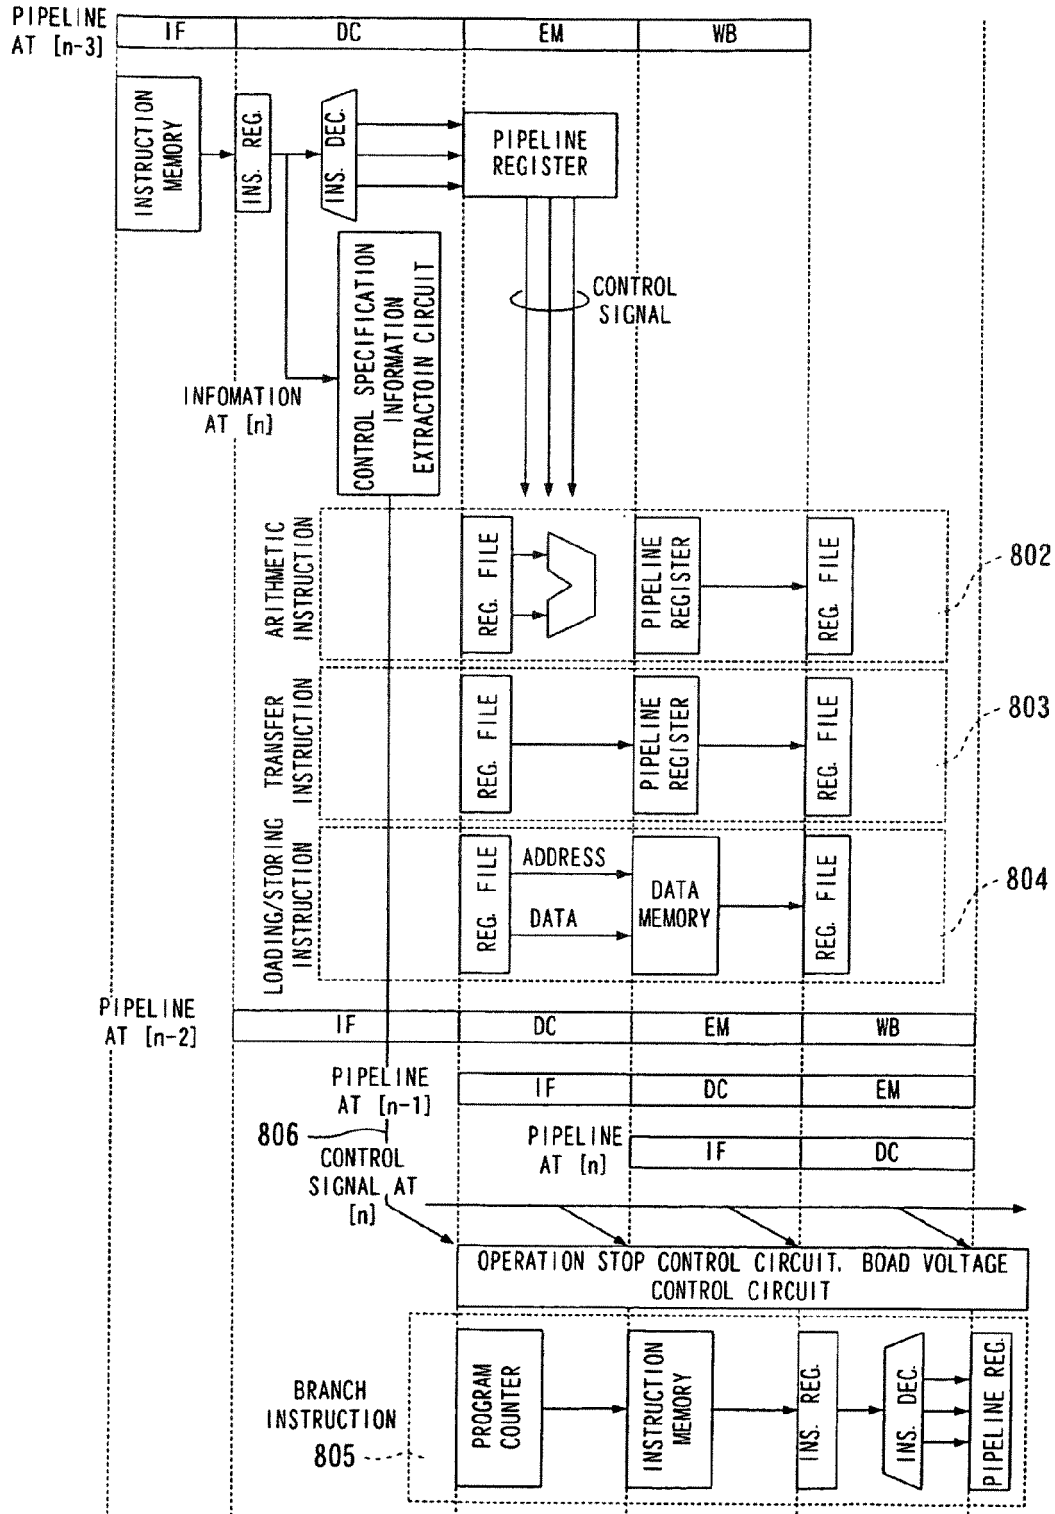 PIPELINE
AT [n-3]
IF
DC
EM
WB
INSTRUCTION
MEMORY
INS. REG.
INS. DEC.
PIPELINE
REGISTER
CONTROL SPECIFICATION
INFORMATION
EXTRACTOIN CIRCUIT
CONTROL
SIGNAL
INFOMATION
AT [n]
ARITHMETIC
INSTRUCTION
REG. FILE
PIPELINE
REGISTER
REG. FILE
802
TRANSFER
INSTRUCTION
REG. FILE
PIPELINE
REGISTER
REG. FILE
803
LOADING/STORING
INSTRUCTION
REG. FILE
ADDRESS
DATA
DATA
MEMORY
REG. FILE
804
PIPELINE
AT [n-2]
IF
DC
EM
WB
PIPELINE
AT [n-1]
IF
DC
EM
806
PIPELINE
AT [n]
IF
DC
CONTROL
SIGNAL AT
[n]
OPERATION STOP CONTROL CIRCUIT. BOAD VOLTAGE
CONTROL CIRCUIT
BRANCH
INSTRUCTION
805
PROGRAM
COUNTER
INSTRUCTION
MEMORY
INS. REG.
INS. DEC.
PIPELINE REG.